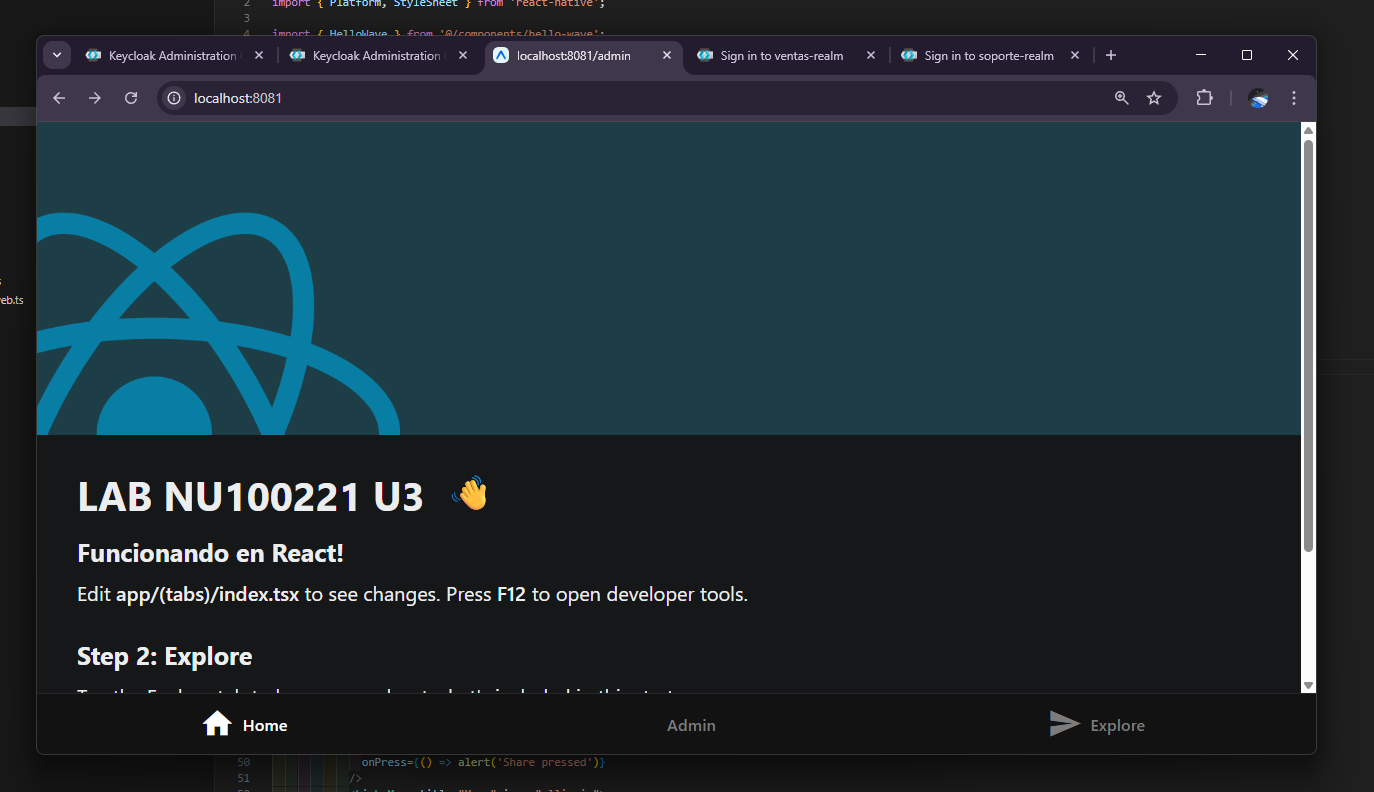 2 import { Platform, StyleSheet } from 'react-native';
3
4 import { HelloWave } from '@/components/hello-wave';
Keycloak Administration
Keycloak Administration
localhost:8081/admin
Sign in to ventas-realm
Sign in to soporte-realm
localhost:8081
eb.ts
LAB NU100221 U3 👋
Funcionando en React!
Edit app/(tabs)/index.tsx to see changes. Press F12 to open developer tools.
Step 2: Explore
Home
Admin
Explore
50 onPress={() => alert('Share pressed')}
51 />